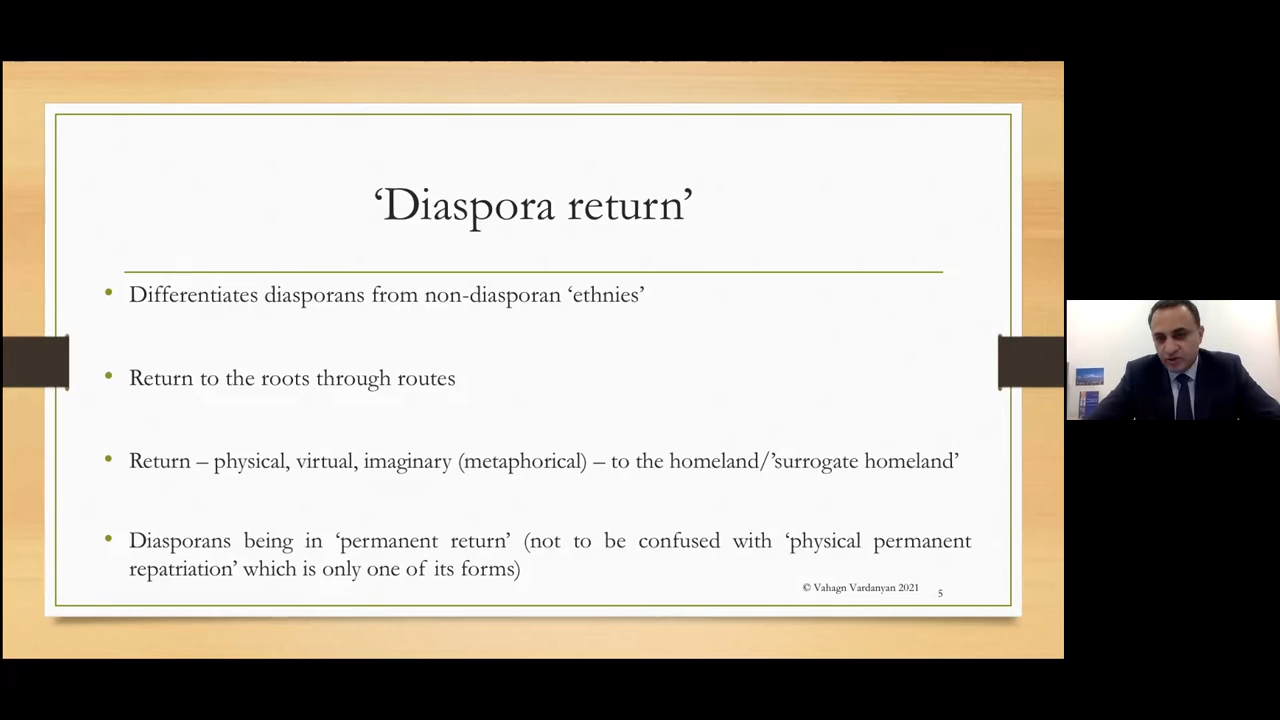 ‘Diaspora return’
• Differentiates diasporans from non-diasporan ‘ethnies’
• Return to the roots through routes
• Return – physical, virtual, imaginary (metaphorical) – to the homeland/’surrogate homeland’
• Diasporans being in ‘permanent return’ (not to be confused with ‘physical permanent
repatriation’ which is only one of its forms)
© Vahagn Vardanyan 2021
5